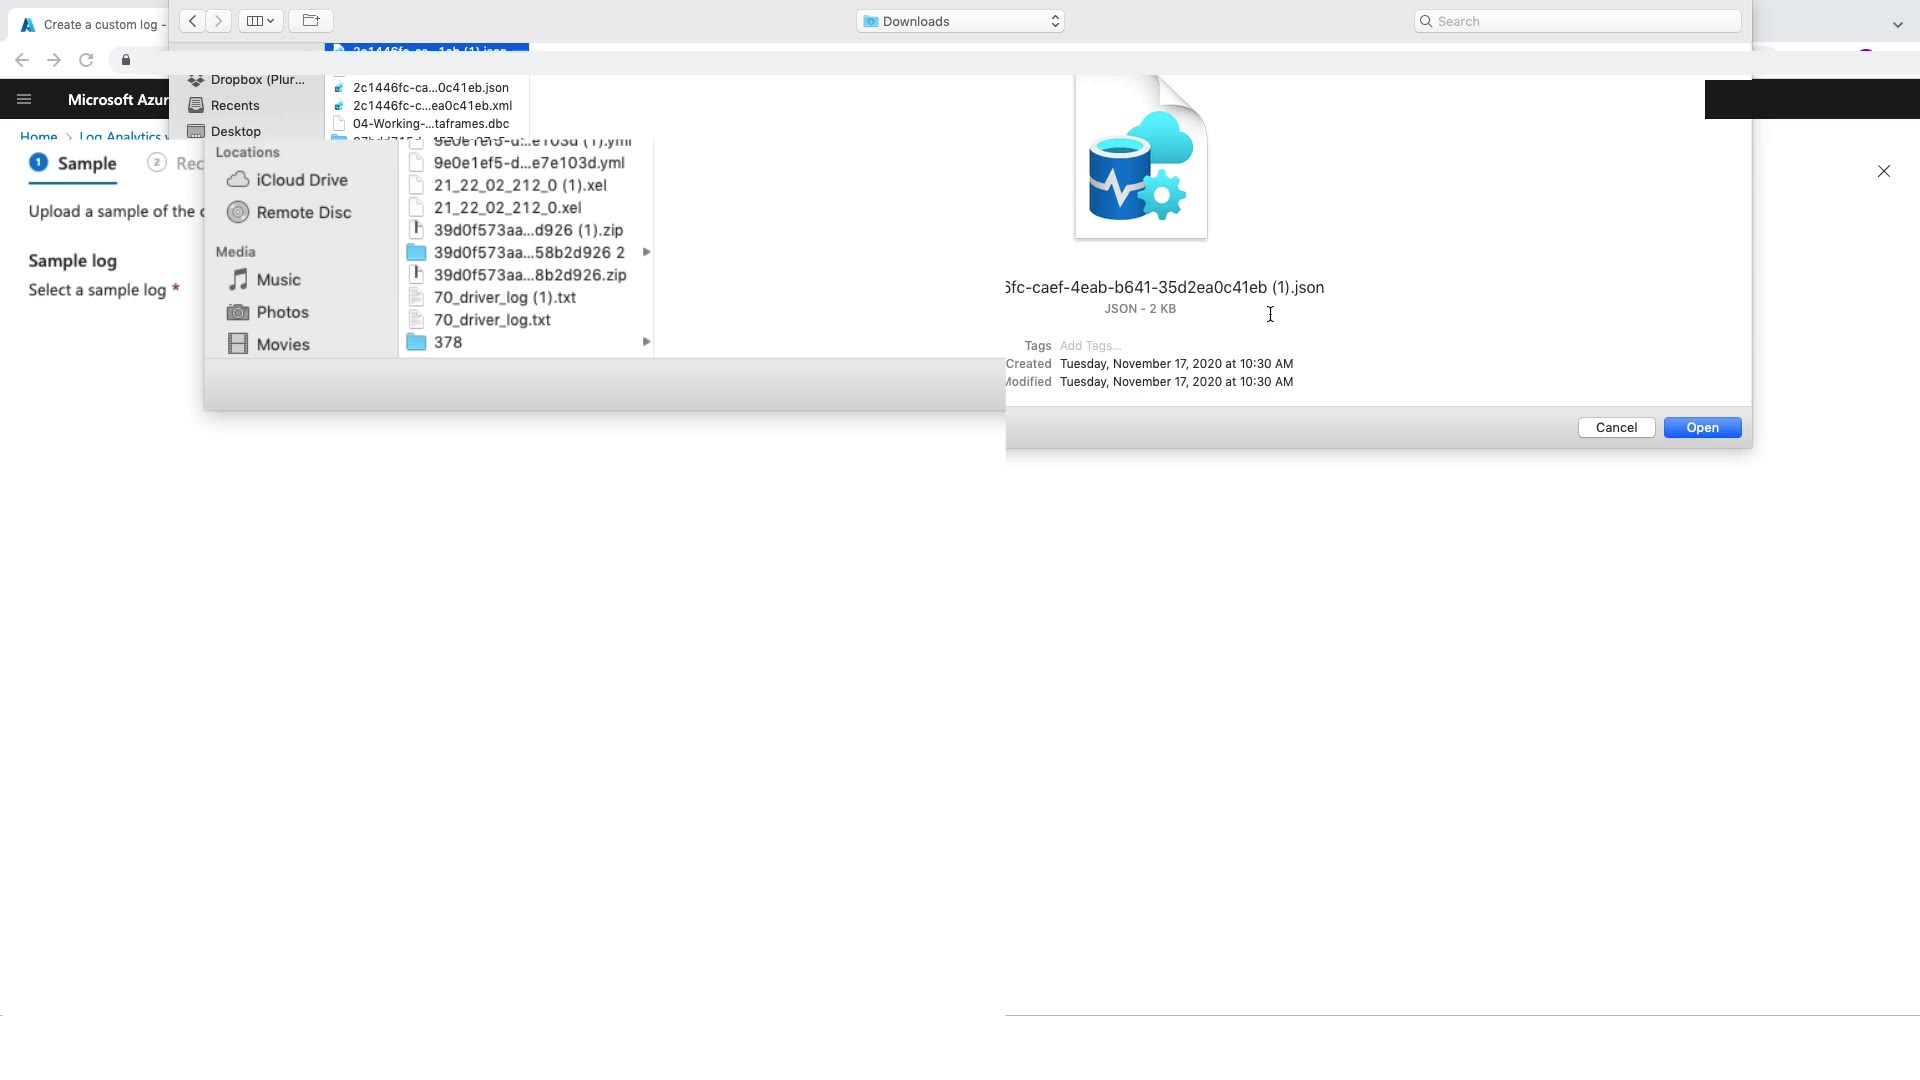 Create a custom log -
Downloads
Search
2c1446fc-ca...1eb (1).json
Dropbox (Plur...
2c1446fc-ca...0c41eb.json
Microsoft Azur
Recents
2c1446fc-c...ea0c41eb.xml
Desktop
04-Working-...taframes.dbc
Home > Log Analytics w
Locations
9e0e1ef5-d...e103d (1).yml
1 Sample
2 Rec
9e0e1ef5-d...e7e103d.yml
iCloud Drive
21_22_02_212_0 (1).xel
Upload a sample of the c
Remote Disc
21_22_02_212_0.xel
39d0f573aa...d926 (1).zip
Media
39d0f573aa...58b2d926 2
Sample log
Music
39d0f573aa...8b2d926.zip
Select a sample log *
70_driver_log (1).txt
Photos
70_driver_log.txt
Movies
378
6fc-caef-4eab-b641-35d2ea0c41eb (1).json
JSON - 2 KB
Tags Add Tags...
Created Tuesday, November 17, 2020 at 10:30 AM
Modified Tuesday, November 17, 2020 at 10:30 AM
Cancel
Open